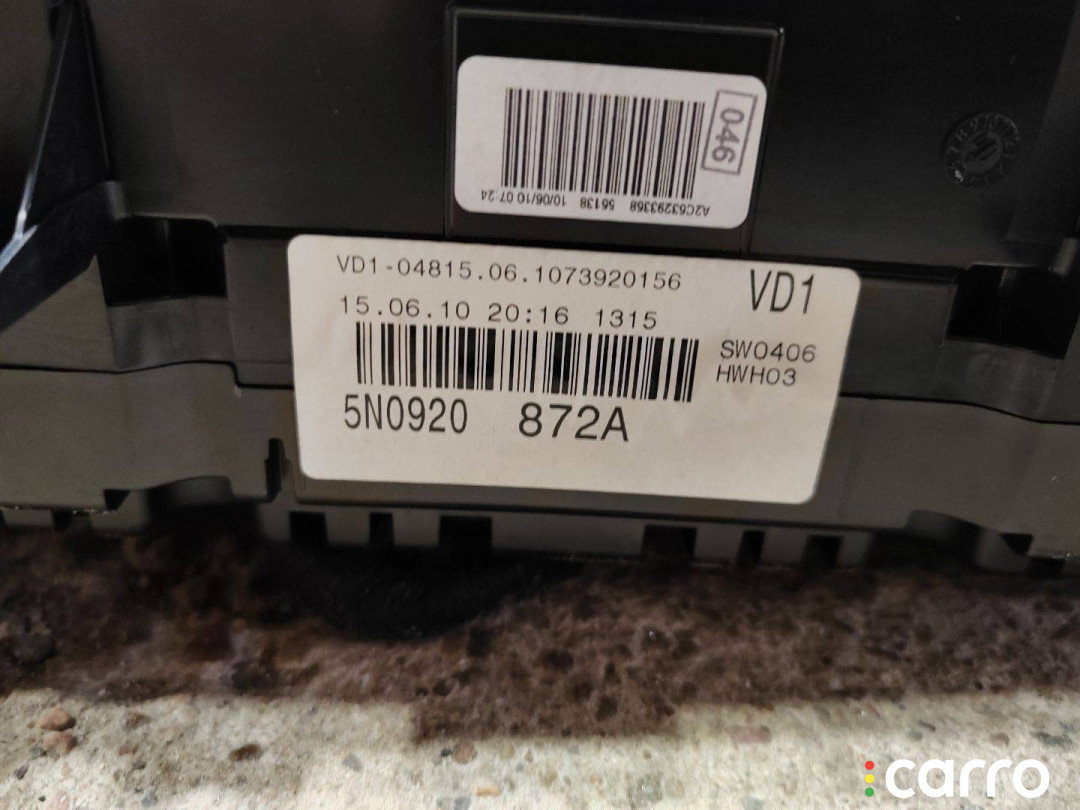 046
A2C53293368 56138 10/06/10 07:24
VD1-04815.06.1073920156
VD1
15.06.10 20:16 1315
SW0406
HWH03
5N0920 872A
carro